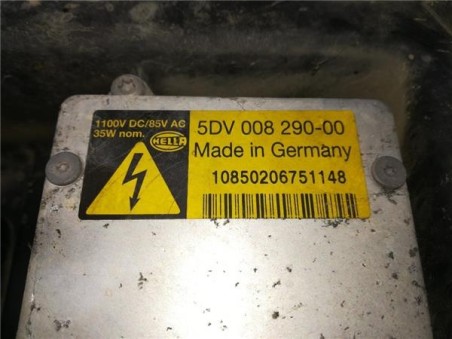 1100V DC/85V AC
35W nom.
HELLA
5DV 008 290-00
Made in Germany
10850206751148